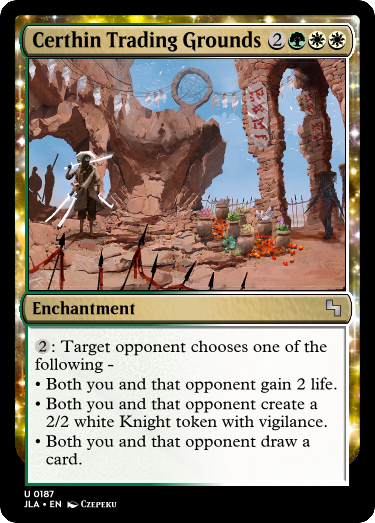 Certhin Trading Grounds 2
Enchantment
2: Target opponent chooses one of the
following -
• Both you and that opponent gain 2 life.
• Both you and that opponent create a
2/2 white Knight token with vigilance.
• Both you and that opponent draw a
card.
U 0187
JLA • EN CZEPEKU